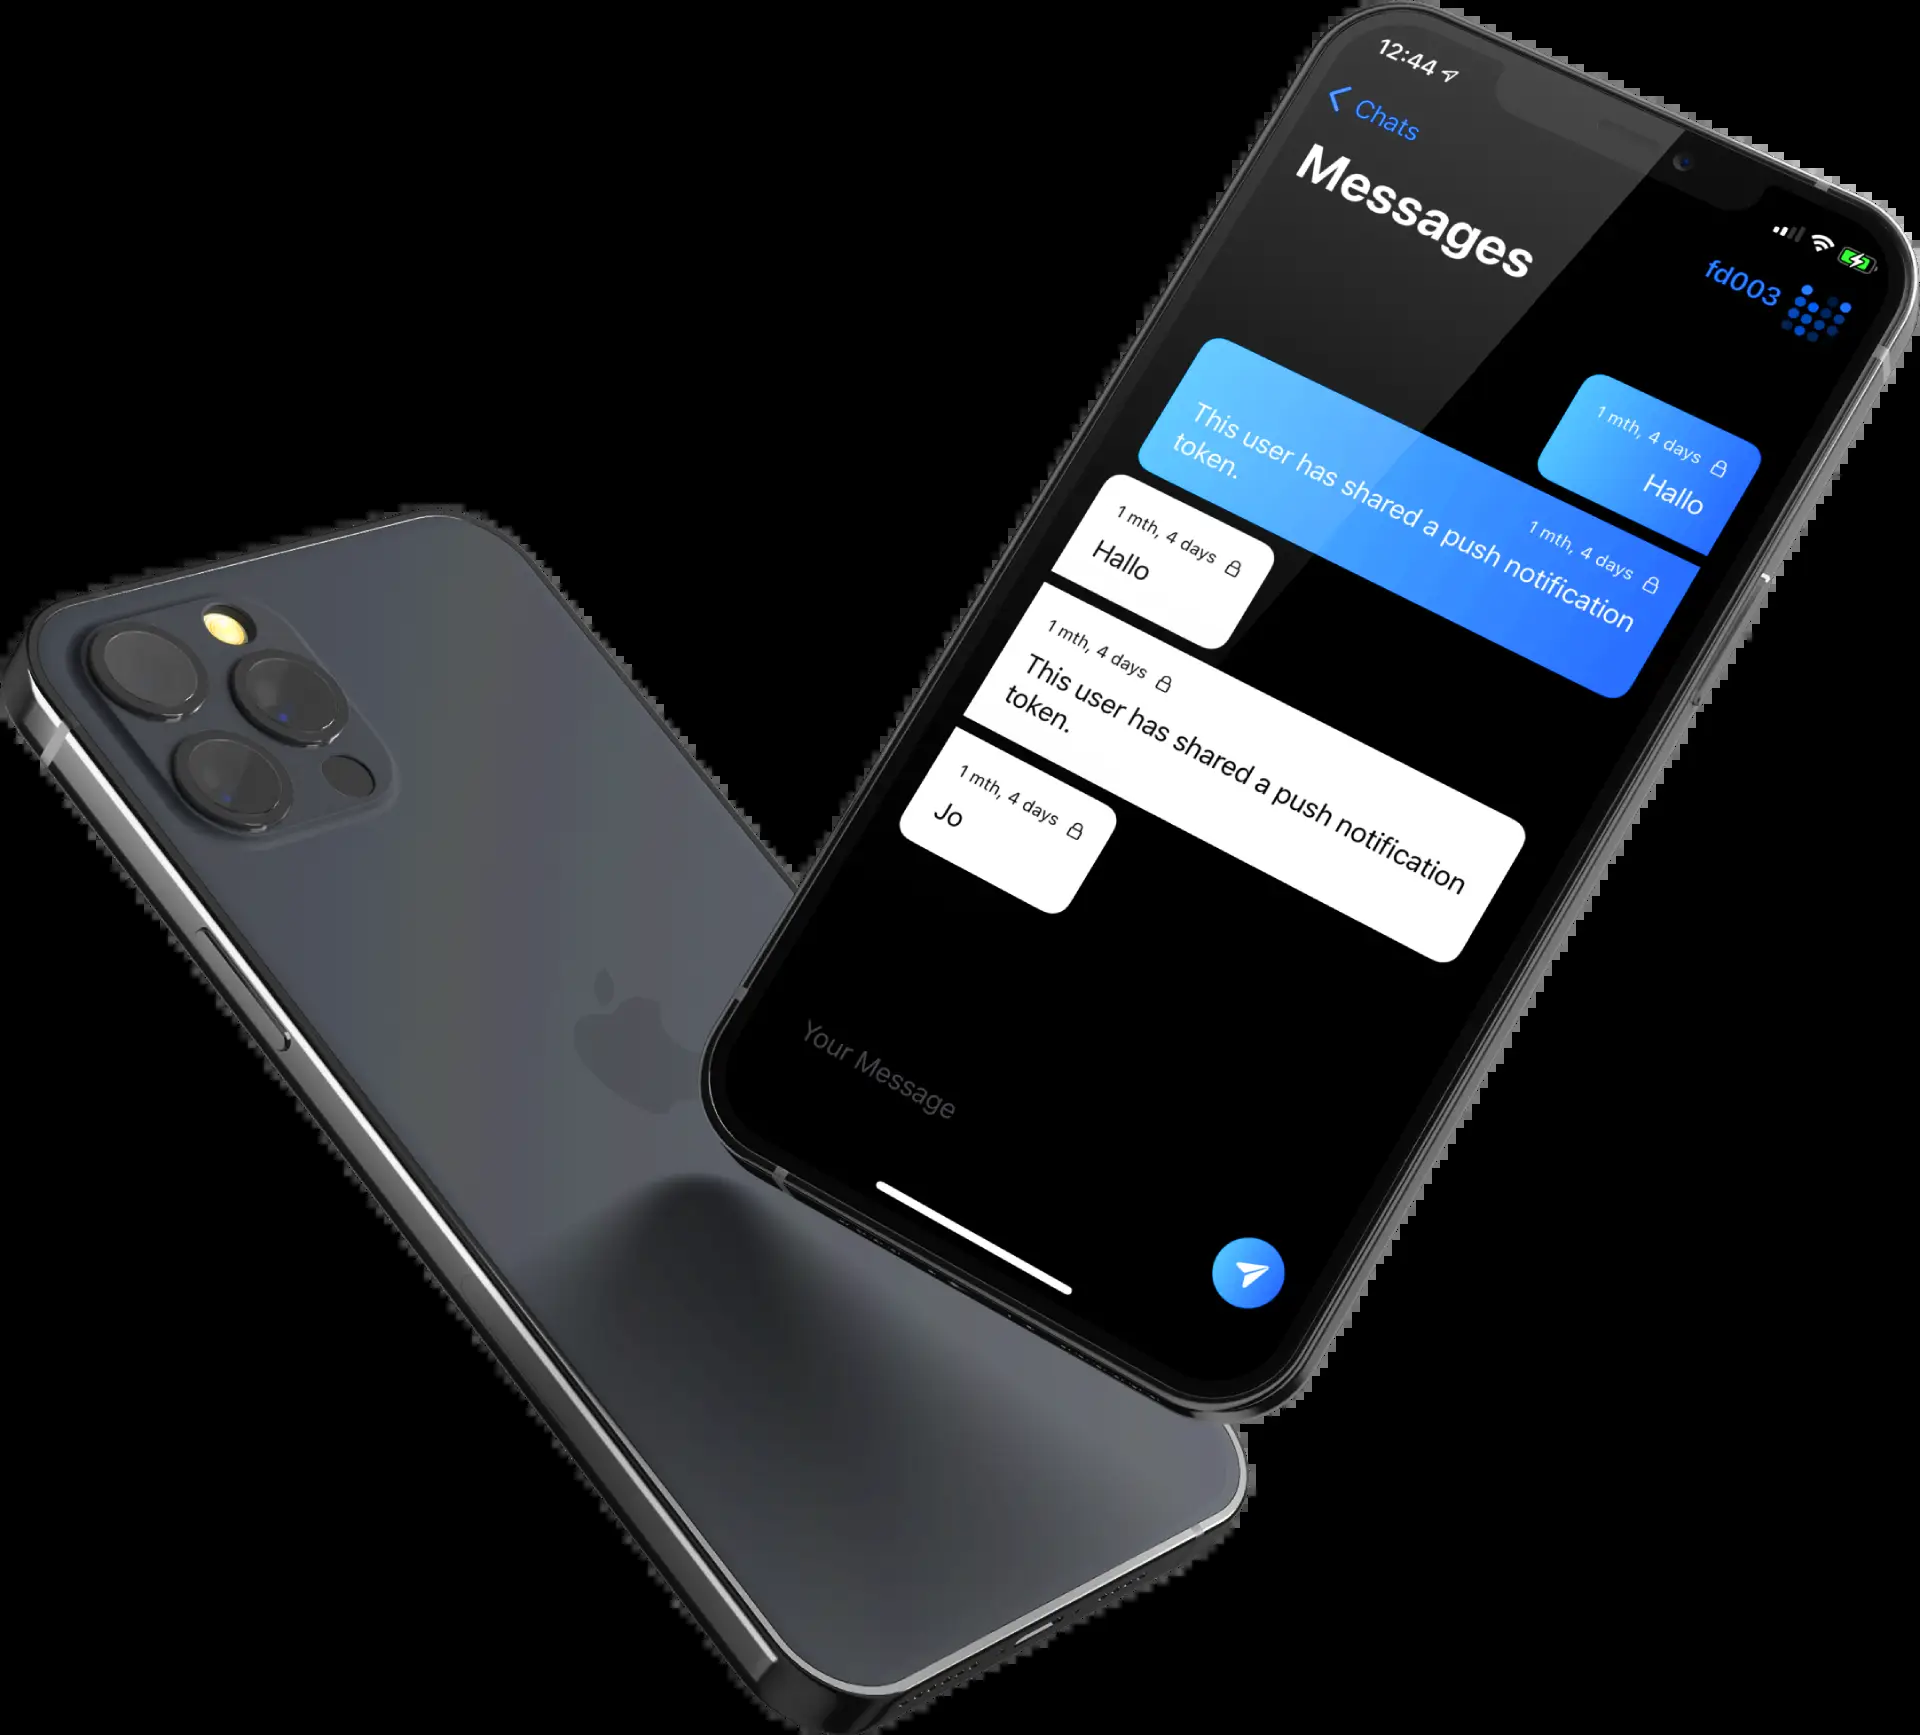 12:44
Chats
Messages
fd003
1 mth, 4 days
Hallo
1 mth, 4 days
This user has shared a push notification
token.
1 mth, 4 days
Hallo
1 mth, 4 days
This user has shared a push notification
token.
1 mth, 4 days
Jo
Your Message